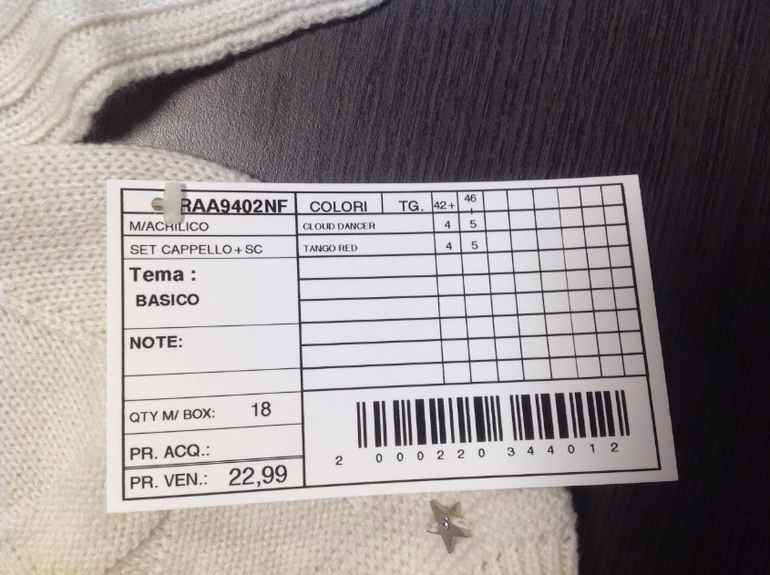 RAA9402NF COLORI TG. 42+ 46 +
M/ACRILICO CLOUD DANCER 4 5
SET CAPPELLO + SC TANGO RED 4 5
Tema :
BASICO
NOTE:
QTY M/ BOX: 18
PR. ACQ.:
PR. VEN.: 22,99
2 000220 344012